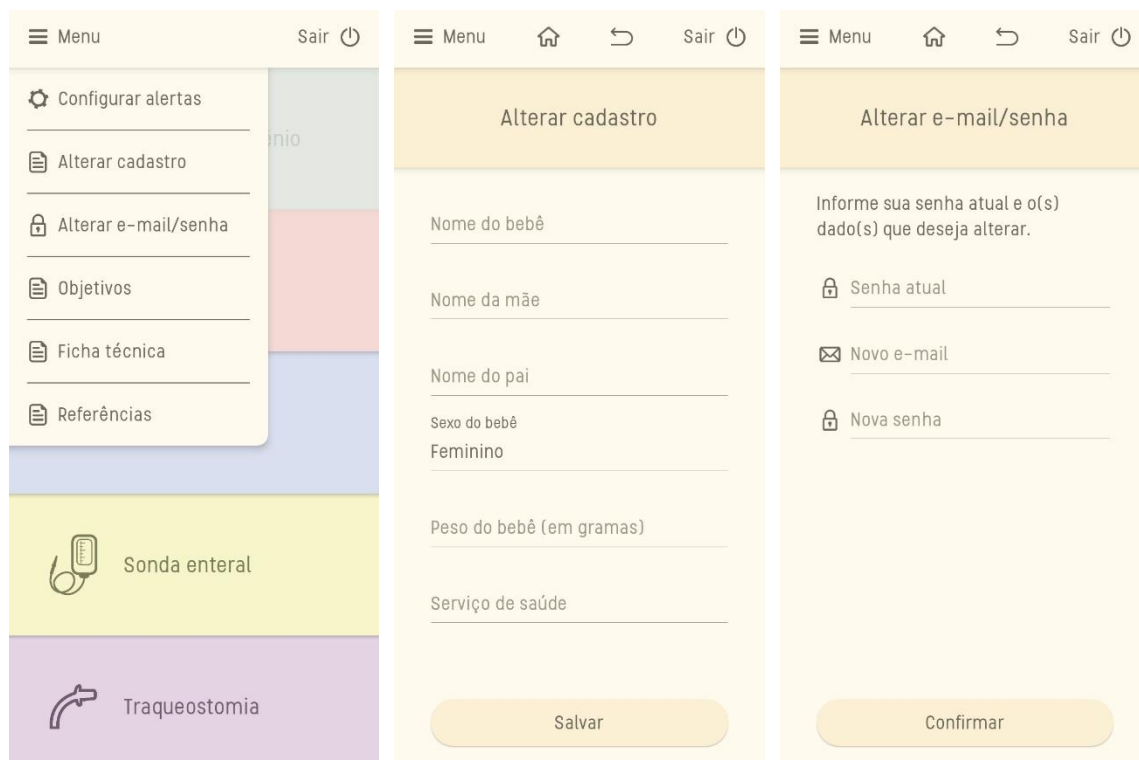 Menu
Sair
Configurar alertas
Alterar cadastro
Alterar e-mail/senha
Objetivos
Ficha técnica
Referências
Sonda enteral
Traqueostomia
Menu
Sair
Alterar cadastro
Nome do bebê
Nome da mãe
Nome do pai
Sexo do bebê
Feminino
Peso do bebê (em gramas)
Serviço de saúde
Salvar
Menu
Sair
Alterar e-mail/senha
Informe sua senha atual e o(s)
dado(s) que deseja alterar.
Senha atual
Novo e-mail
Nova senha
Confirmar